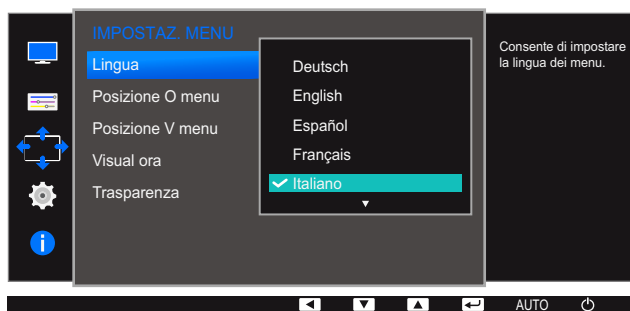 IMPOSTAZ. MENU
Lingua
Posizione O menu
Posizione V menu
Visual ora
Trasparenza
Deutsch
English
Español
Français
Italiano
Consente di impostare
la lingua dei menu.
AUTO